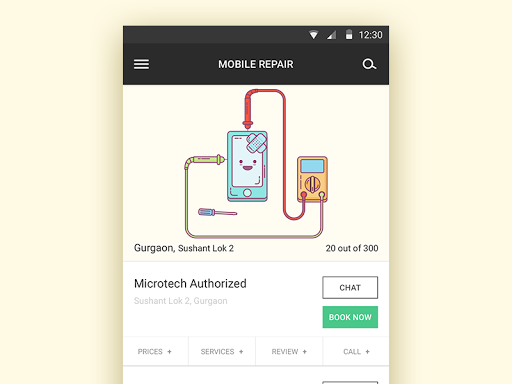 12:30
MOBILE REPAIR
Gurgaon, Sushant Lok 2 20 out of 300
Microtech Authorized
CHAT
Sushant Lok 2, Gurgaon
BOOK NOW
PRICES + SERVICES + REVIEW + CALL +